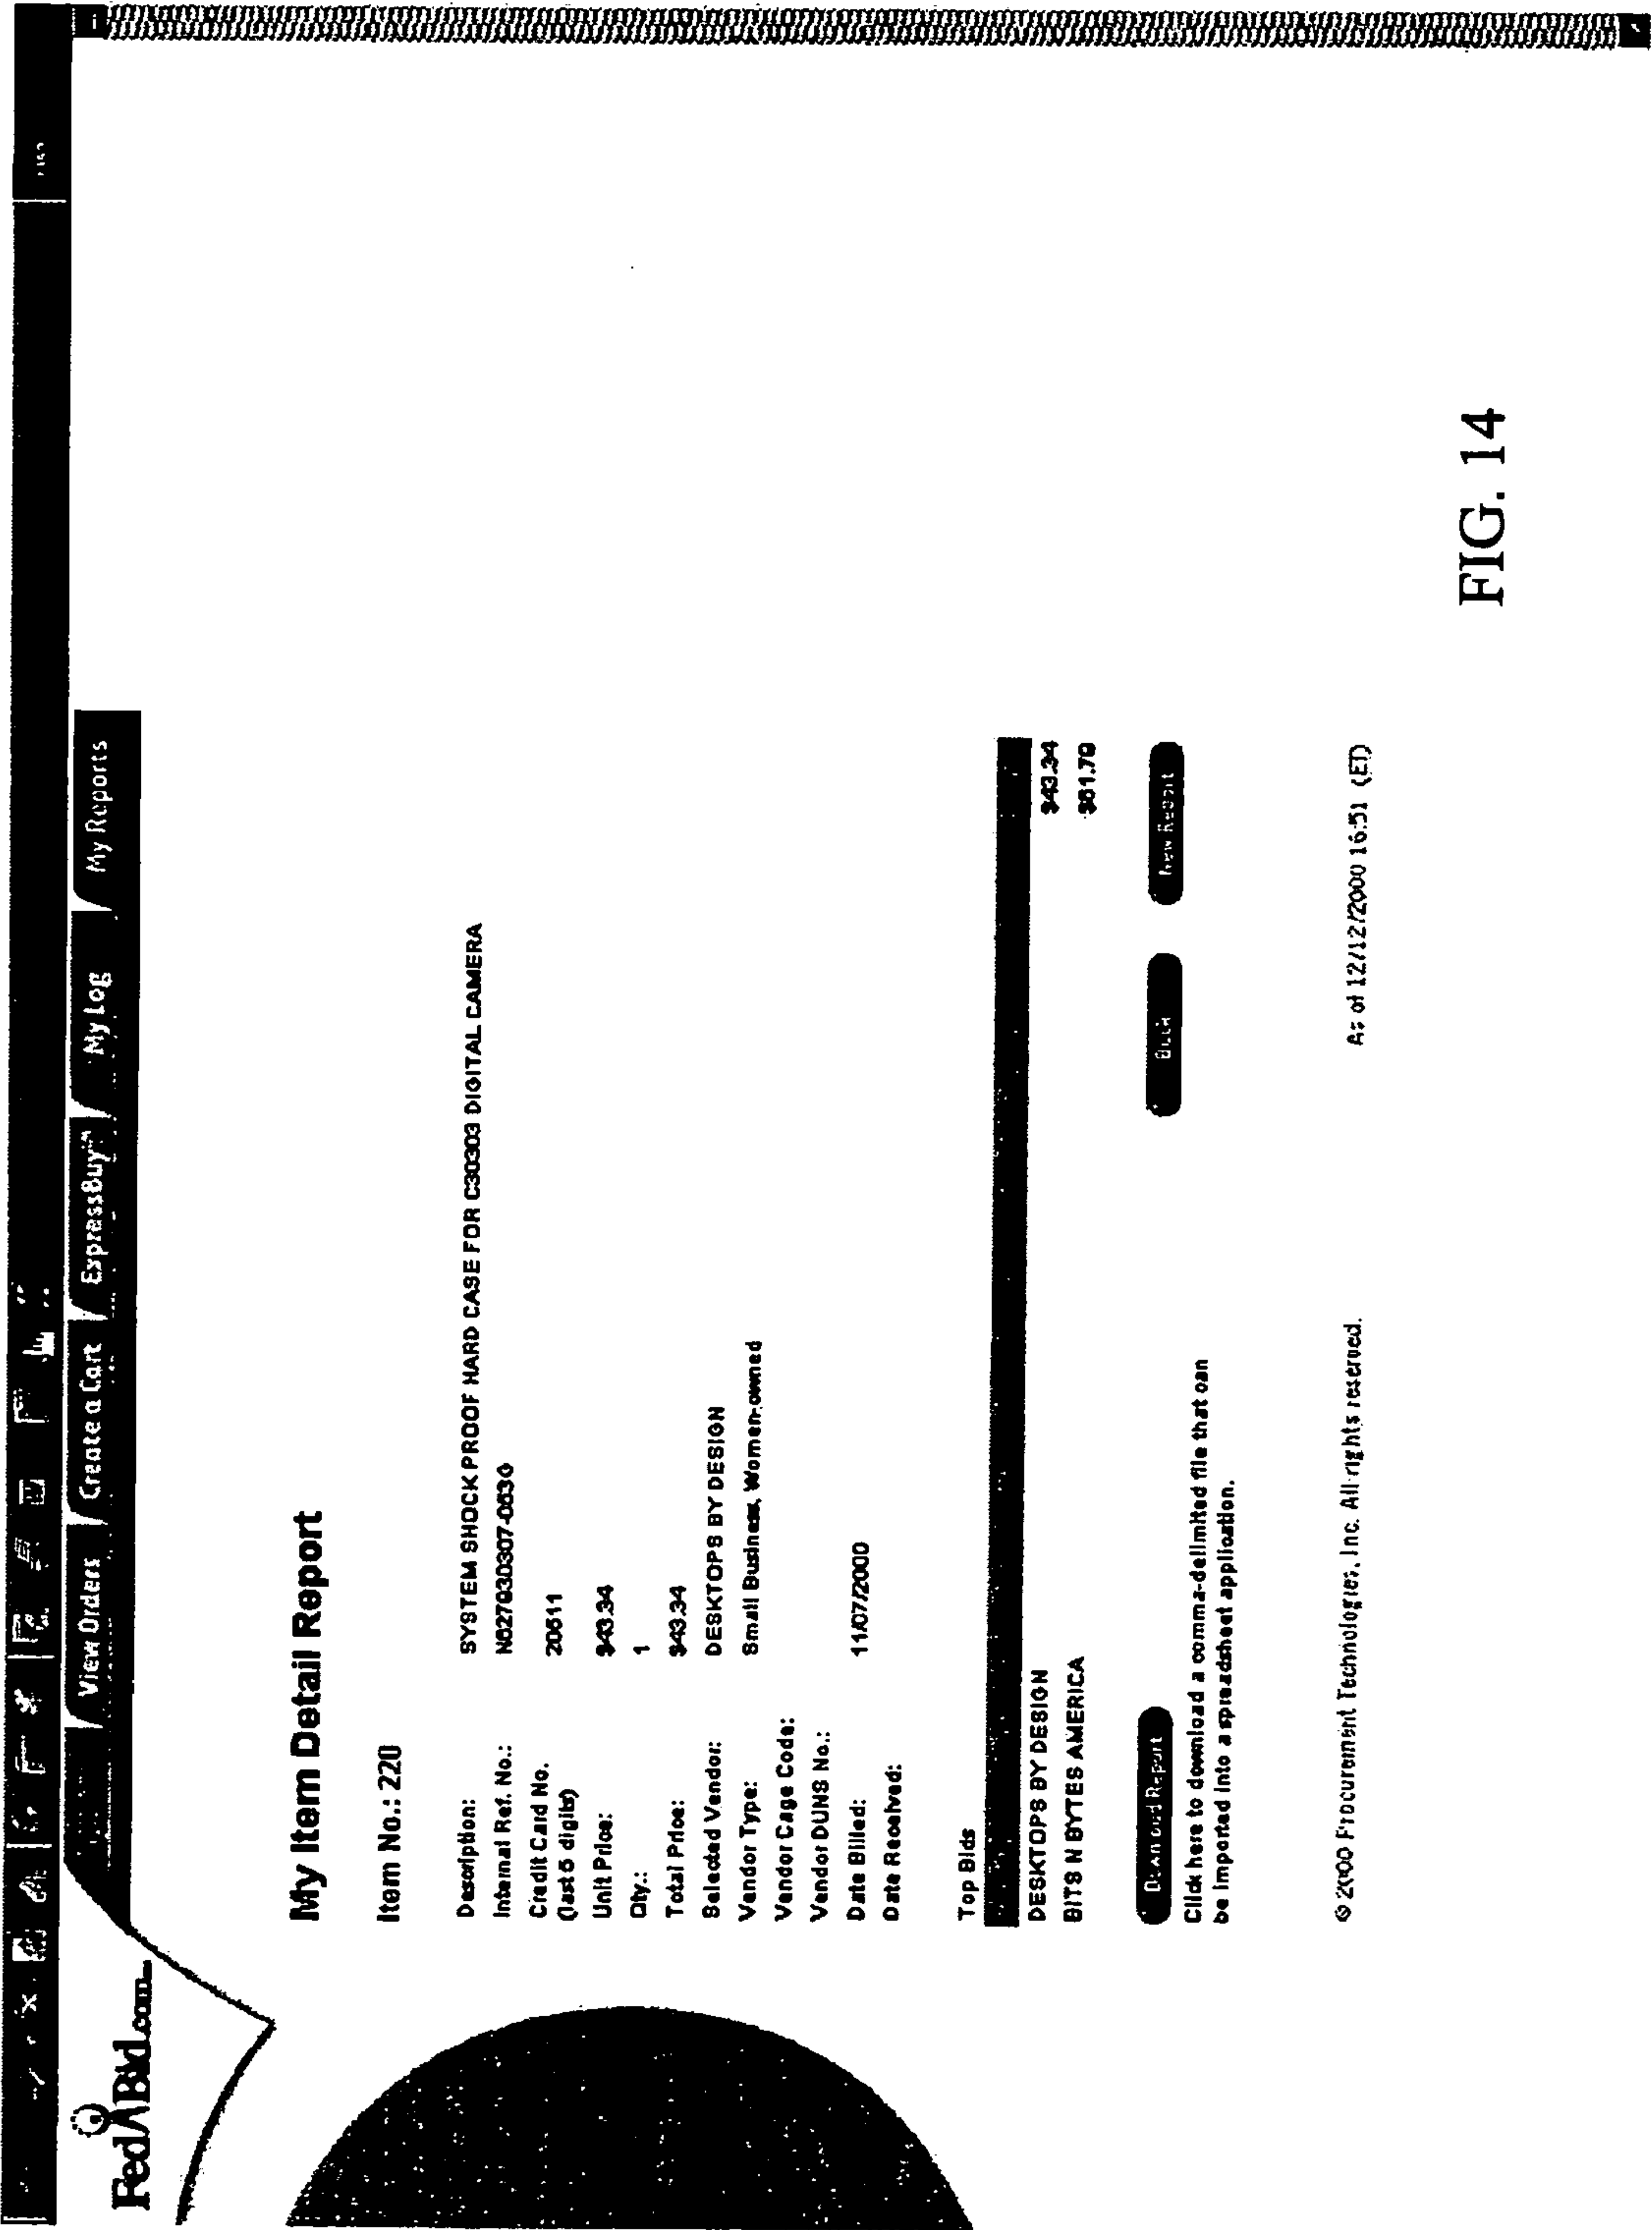 FedABid.com
View Orders
Create a Cart
ExpressBuy
My Log
My Reports
My Item Detail Report
Item No.: 220
Description: SYSTEM SHOCK PROOF HARD CASE FOR C30303 DIGITAL CAMERA
Internal Ref. No.:
Credit Card No. 20511
(last 5 digits)
Unit Price: $43.34
Qty.: 1
Total Price: $43.34
Selected Vendor: DESKTOPS BY DESIGN
Vendor Type: Small Business, Women-owned
Vendor Cage Code:
Vendor DUNS No.:
Date Billed: 11/07/2000
Date Received:
Top Bids
DESKTOPS BY DESIGN $43.34
BITS N BYTES AMERICA
Download Report
Back
New Report
Click here to download a comma-delimited file that can
be imported into a spreadsheet application.
© 2000 Procurement Technologies, Inc. All rights reserved.
As of 12/12/2000 16:51 (ET)
FIG. 14